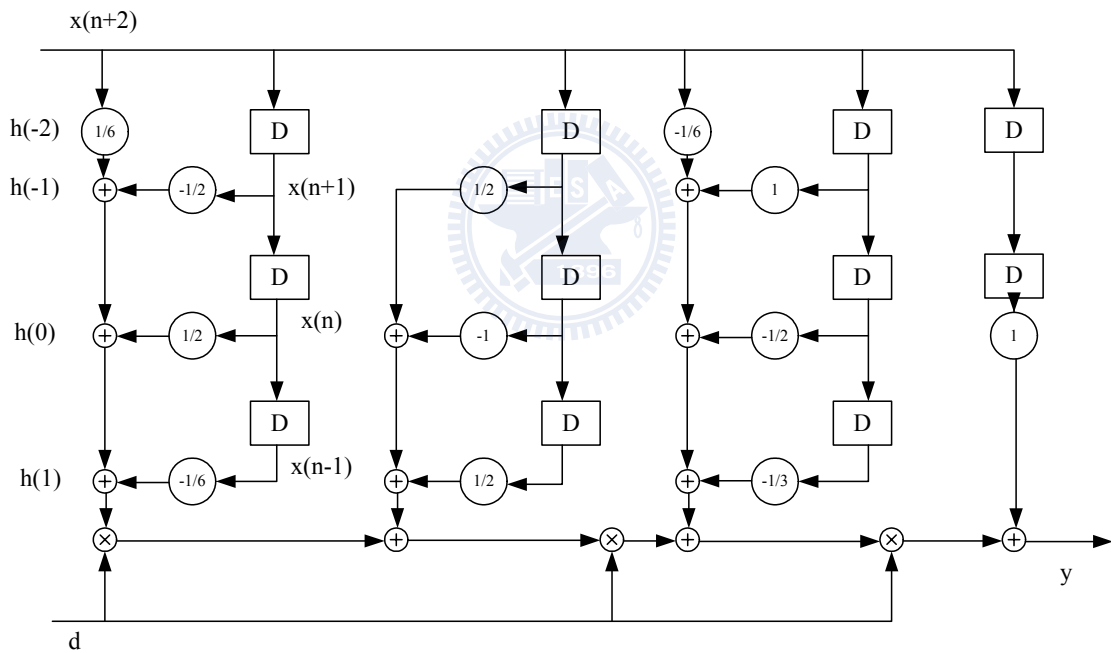 x(n+2)
h(-2) 1/6 D D -1/6 D D
h(-1) + -1/2 x(n+1) 1/2 + 1
D D D D
x(n)
h(0) + 1/2 + -1 + -1/2 1
D D D
x(n-1)
h(1) + -1/6 + 1/2 + -1/3
× + × + × +
y
d
1896